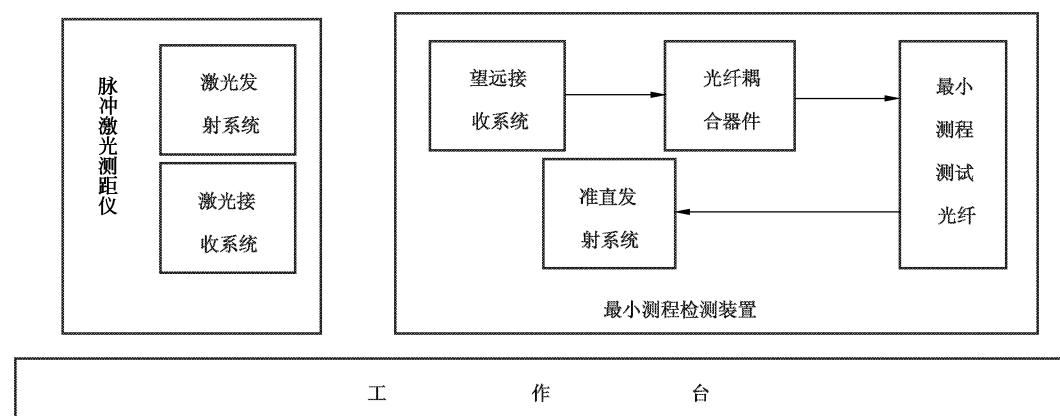 脉冲激光测距仪
激光发
射系统
激光接
收系统
望远接
收系统
光纤耦
合器件
最小
测程
测试
光纤
准直发
射系统
最小测程检测装置
工作台